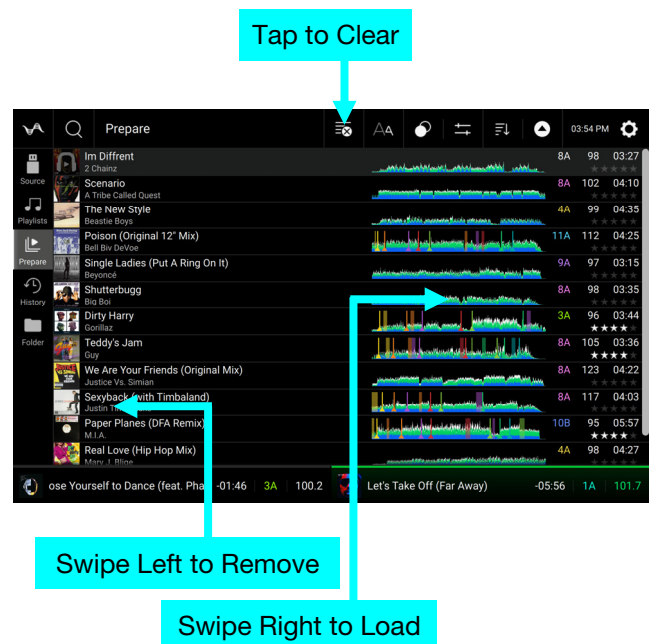 Tap to Clear
Prepare
AA
03:54 PM
Source
Playlists
Prepare
History
Folder
Im Diffrent 8A 98 03:27
2 Chainz
Scenario 8A 102 04:10
A Tribe Called Quest
The New Style 4A 99 04:35
Beastie Boys
Poison (Original 12" Mix) 11A 112 04:25
Bell Biv DeVoe
Single Ladies (Put A Ring On It) 9A 97 03:15
Beyoncé
Shutterbugg 8A 98 03:35
Big Boi
Dirty Harry 3A 96 03:44
Gorillaz
Teddy's Jam 8A 105 03:36
Guy
We Are Your Friends (Original Mix) 8A 123 04:22
Justice Vs. Simian
Sexyback (with Timbaland) 8A 117 04:03
Justin
Paper Planes (DFA Remix) 10B 95 05:57
M.I.A.
Real Love (Hip Hop Mix) 4A 98 04:27
Mary J. Blige
ose Yourself to Dance (feat. Pha -01:46 3A 100.2 Let's Take Off (Far Away) -05:56 1A 101.7
Swipe Left to Remove
Swipe Right to Load